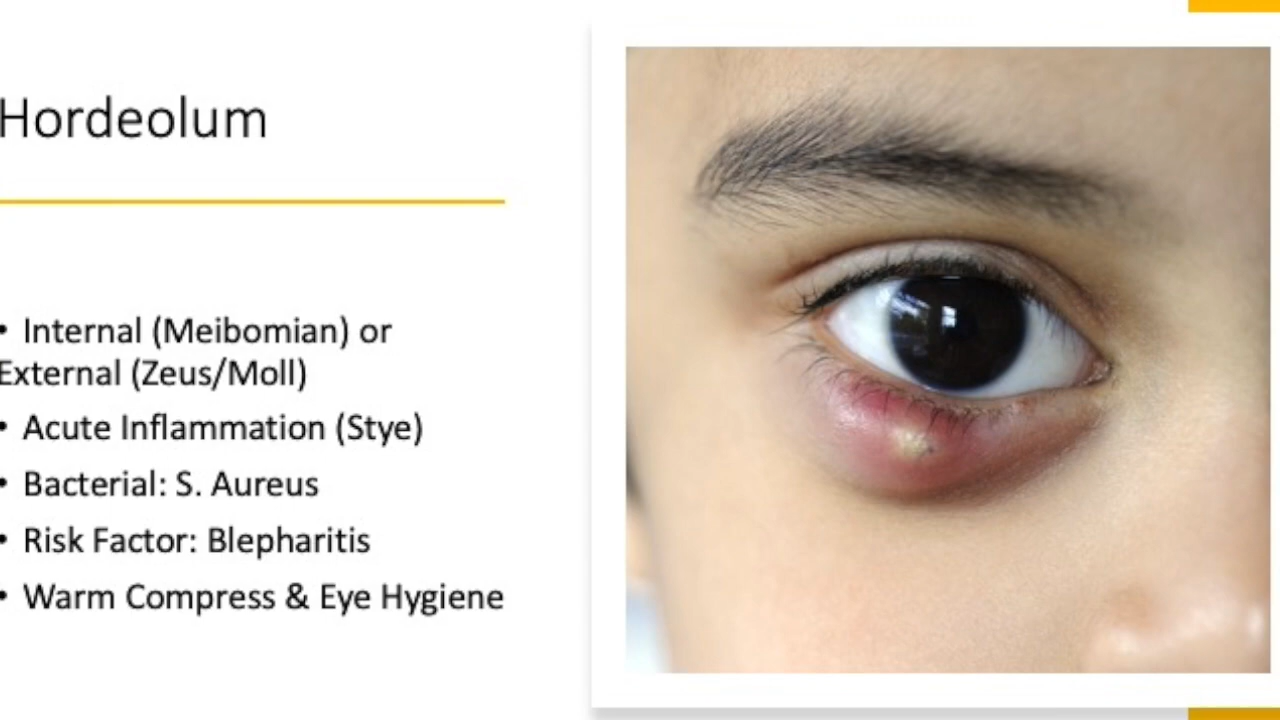 Hordeolum
• Internal (Meibomian) or
External (Zeus/Moll)
• Acute Inflammation (Stye)
• Bacterial: S. Aureus
• Risk Factor: Blepharitis
• Warm Compress & Eye Hygiene